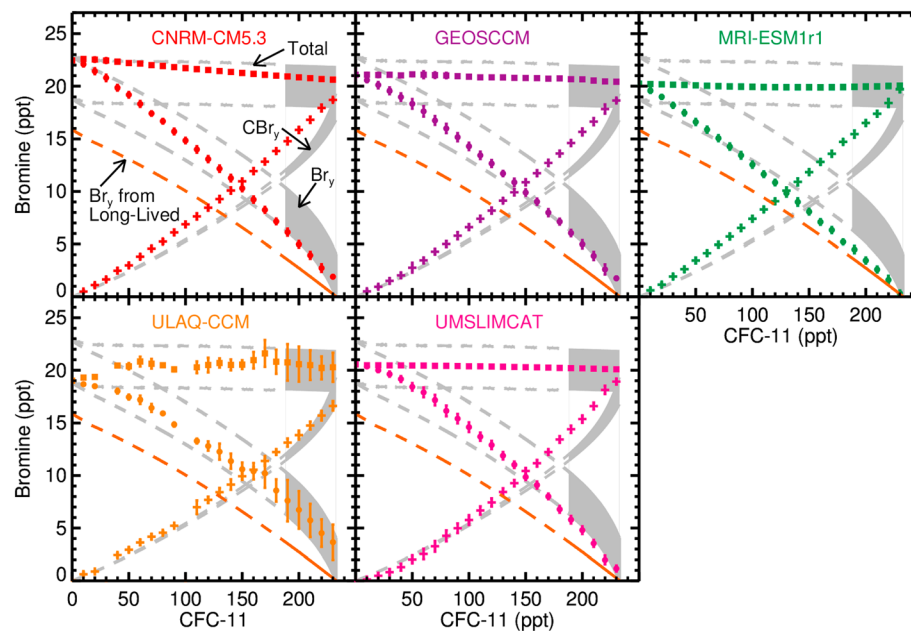 CNRM-CM5.3
GEOSCCM
MRI-ESM1r1
Total
CBry
Bry
Bry from
Long-Lived
Bromine (ppt)
25
20
15
10
5
0
50 100 150 200
CFC-11 (ppt)
ULAQ-CCM
UMSLIMCAT
Bromine (ppt)
25
20
15
10
5
0
0 50 100 150 200
CFC-11
50 100 150 200
CFC-11 (ppt)